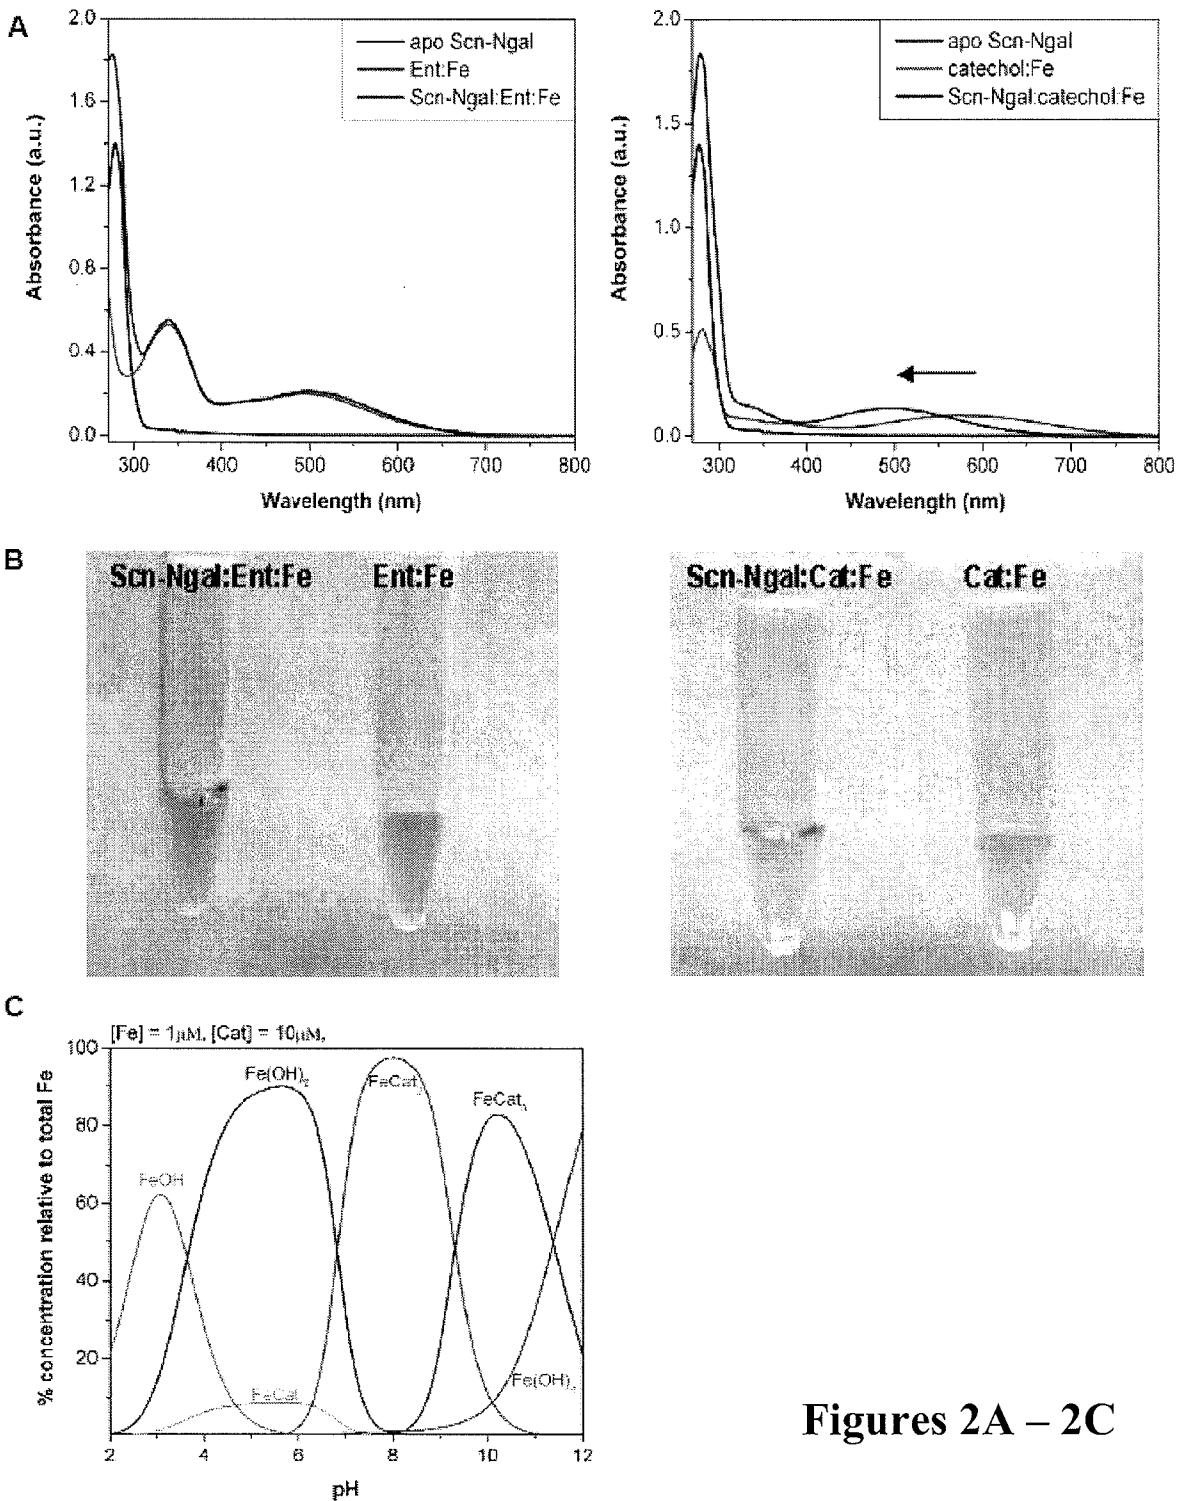 A
2.0
1.6
1.2
0.8
0.4
0.0
Absorbance (a.u.)
apo Scn-Ngal
Ent:Fe
Scn-Ngal:Ent:Fe
300 400 500 600 700 800
Wavelength (nm)
2.0
1.5
1.0
0.5
0.0
Absorbance (a.u.)
apo Scn-Ngal
catechol:Fe
Scn-Ngal:catechol:Fe
300 400 500 600 700 800
Wavelength (nm)
B
Scn-Ngal:Ent:Fe Ent:Fe
Scn-Ngal:Cat:Fe Cat:Fe
C
[Fe] = 1µM, [Cat] = 10µM,
100
80
60
40
20
% concentration relative to total Fe
Fe(OH)2
FeCat
FeCat3
FeOH
FeCat
Fe(OH)
2 4 6 8 10 12
pH
Figures 2A – 2C